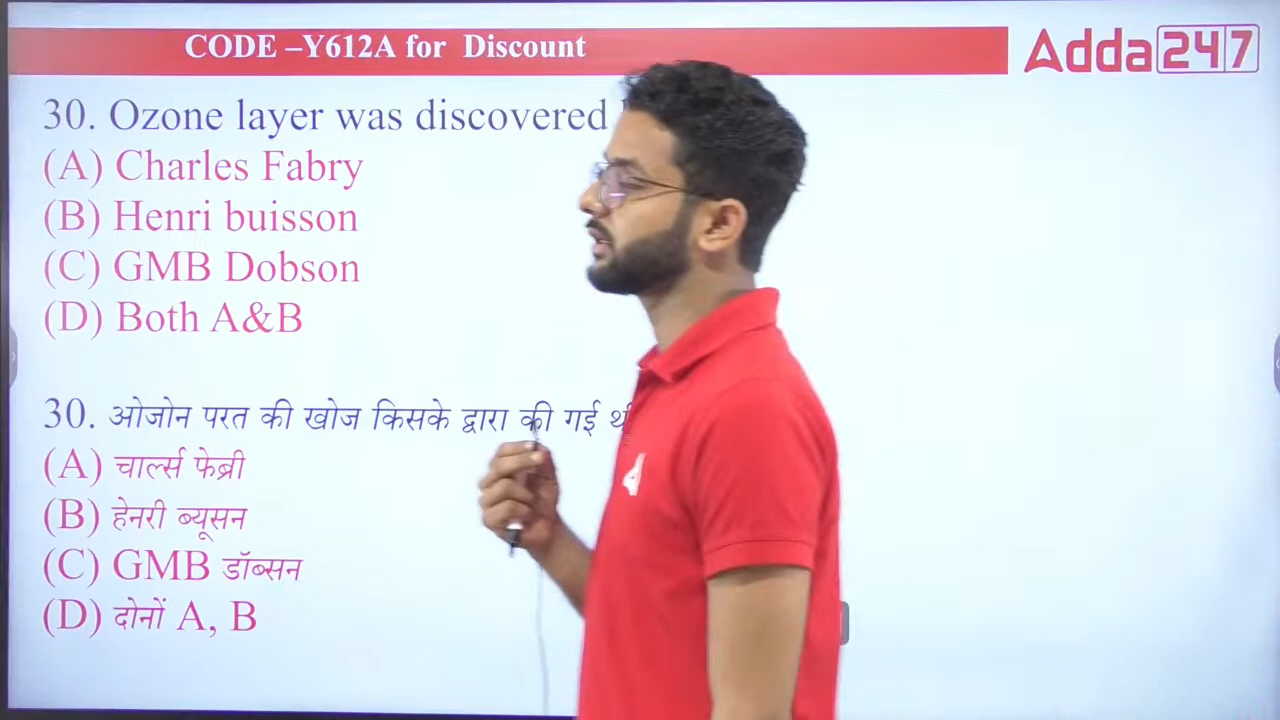 CODE –Y612A for Discount
Adda247
30. Ozone layer was discovered
(A) Charles Fabry
(B) Henri buisson
(C) GMB Dobson
(D) Both A&B
30. ओजोन परत की खोज किसके द्वारा की गई
(A) चार्ल्स फेब्री
(B) हेनरी ब्यूसन
(C) GMB डॉब्सन
(D) दोनों A, B